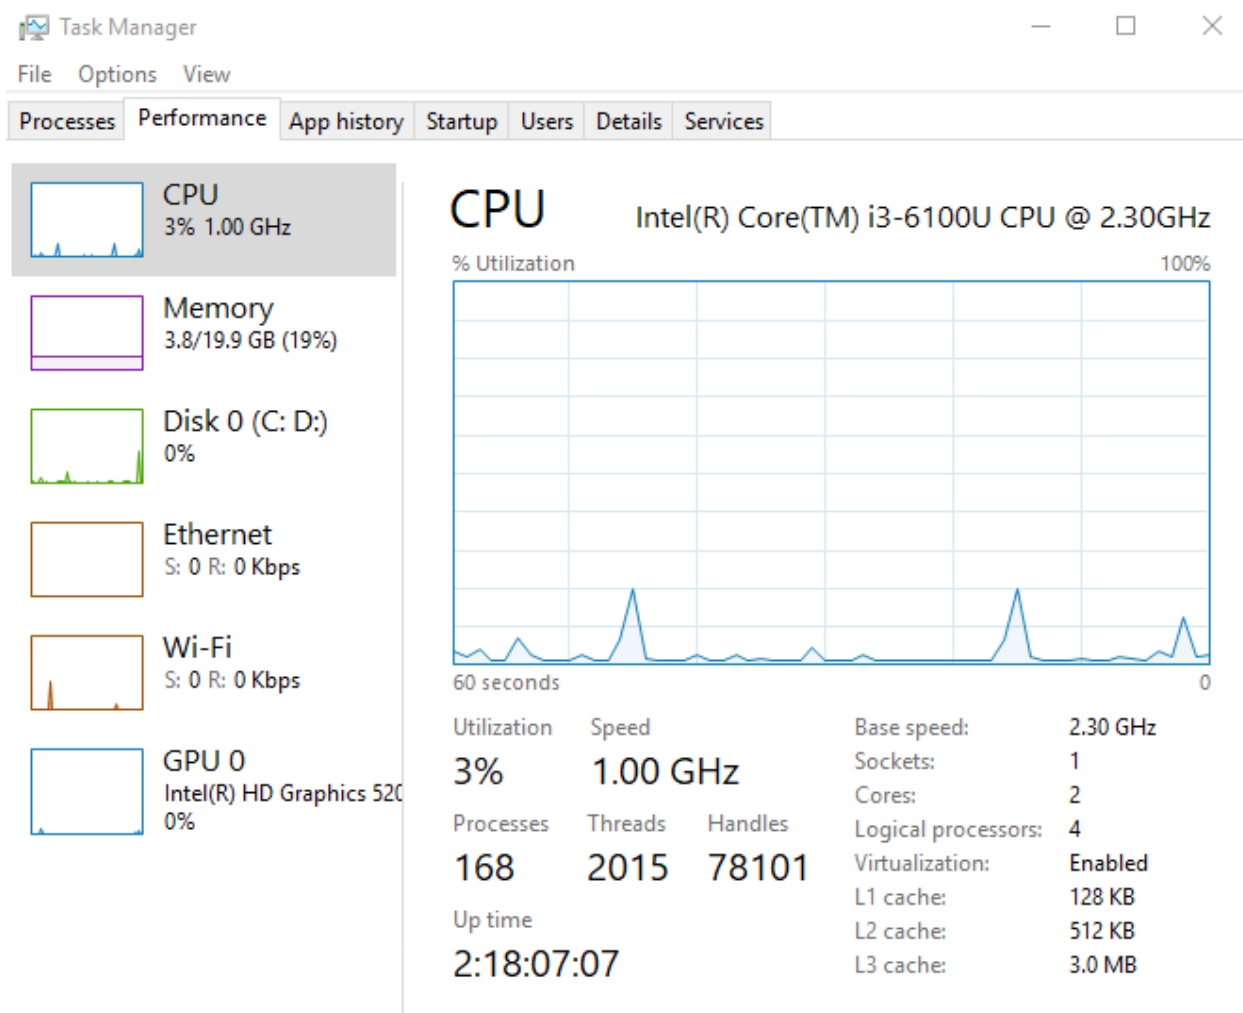 Task Manager
File Options View
Processes Performance App history Startup Users Details Services
CPU
3% 1.00 GHz
Memory
3.8/19.9 GB (19%)
Disk 0 (C: D:)
0%
Ethernet
S: 0 R: 0 Kbps
Wi-Fi
S: 0 R: 0 Kbps
GPU 0
Intel(R) HD Graphics 520
0%
CPU Intel(R) Core(TM) i3-6100U CPU @ 2.30GHz
% Utilization 100%
60 seconds 0
Utilization Speed
3% 1.00 GHz
Processes Threads Handles
168 2015 78101
Up time
2:18:07:07
Base speed: 2.30 GHz
Sockets: 1
Cores: 2
Logical processors: 4
Virtualization: Enabled
L1 cache: 128 KB
L2 cache: 512 KB
L3 cache: 3.0 MB